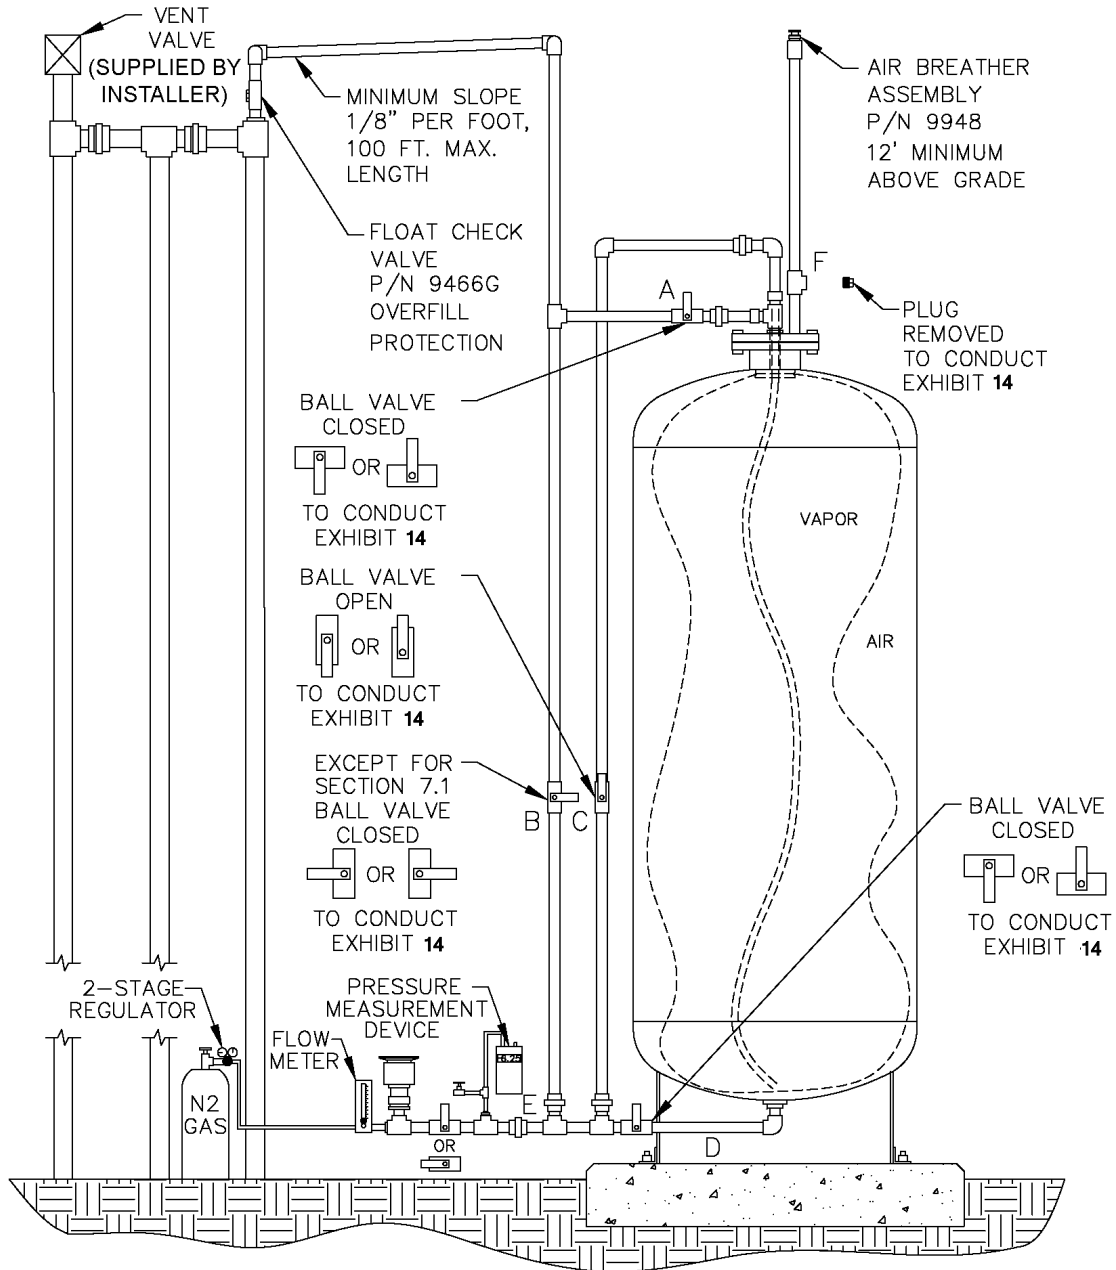 VENT
VALVE
(SUPPLIED BY
INSTALLER)
MINIMUM SLOPE
1/8" PER FOOT,
100 FT. MAX.
LENGTH
AIR BREATHER
ASSEMBLY
P/N 9948
12' MINIMUM
ABOVE GRADE
FLOAT CHECK
VALVE
P/N 9466G
OVERFILL
PROTECTION
A
F
PLUG
REMOVED
TO CONDUCT
EXHIBIT 14
BALL VALVE
CLOSED
OR
TO CONDUCT
EXHIBIT 14
VAPOR
AIR
BALL VALVE
OPEN
OR
TO CONDUCT
EXHIBIT 14
EXCEPT FOR
SECTION 7.1
BALL VALVE
CLOSED
OR
TO CONDUCT
EXHIBIT 14
B
C
BALL VALVE
CLOSED
OR
TO CONDUCT
EXHIBIT 14
2-STAGE
REGULATOR
PRESSURE
MEASUREMENT
DEVICE
FLOW
METER
N2
GAS
E
OR
D